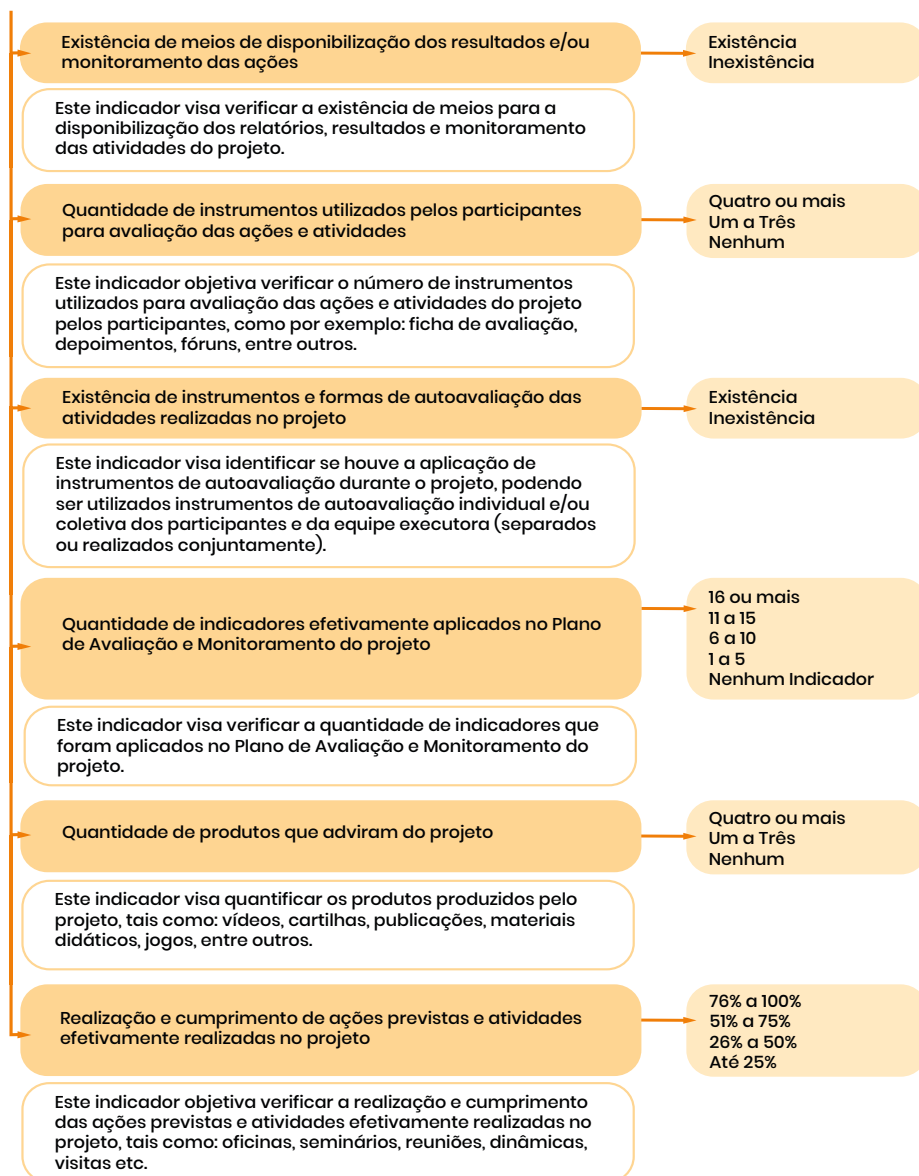 Existência de meios de disponibilização dos resultados e/ou
monitoramento das ações
Existência
Inexistência
Este indicador visa verificar a existência de meios para a
disponibilização dos relatórios, resultados e monitoramento
das atividades do projeto.
Quantidade de instrumentos utilizados pelos participantes
para avaliação das ações e atividades
Quatro ou mais
Um a Três
Nenhum
Este indicador objetiva verificar o número de instrumentos
utilizados para avaliação das ações e atividades do projeto
pelos participantes, como por exemplo: ficha de avaliação,
depoimentos, fóruns, entre outros.
Existência de instrumentos e formas de autoavaliação das
atividades realizadas no projeto
Existência
Inexistência
Este indicador visa identificar se houve a aplicação de
instrumentos de autoavaliação durante o projeto, podendo
ser utilizados instrumentos de autoavaliação individual e/ou
coletiva dos participantes e da equipe executora (separados
ou realizados conjuntamente).
Quantidade de indicadores efetivamente aplicados no Plano
de Avaliação e Monitoramento do projeto
16 ou mais
11 a 15
6 a 10
1 a 5
Nenhum Indicador
Este indicador visa verificar a quantidade de indicadores que
foram aplicados no Plano de Avaliação e Monitoramento do
projeto.
Quantidade de produtos que adviram do projeto
Quatro ou mais
Um a Três
Nenhum
Este indicador visa quantificar os produtos produzidos pelo
projeto, tais como: vídeos, cartilhas, publicações, materiais
didáticos, jogos, entre outros.
Realização e cumprimento de ações previstas e atividades
efetivamente realizadas no projeto
76% a 100%
51% a 75%
26% a 50%
Até 25%
Este indicador objetiva verificar a realização e cumprimento
das ações previstas e atividades efetivamente realizadas no
projeto, tais como: oficinas, seminários, reuniões, dinâmicas,
visitas etc.